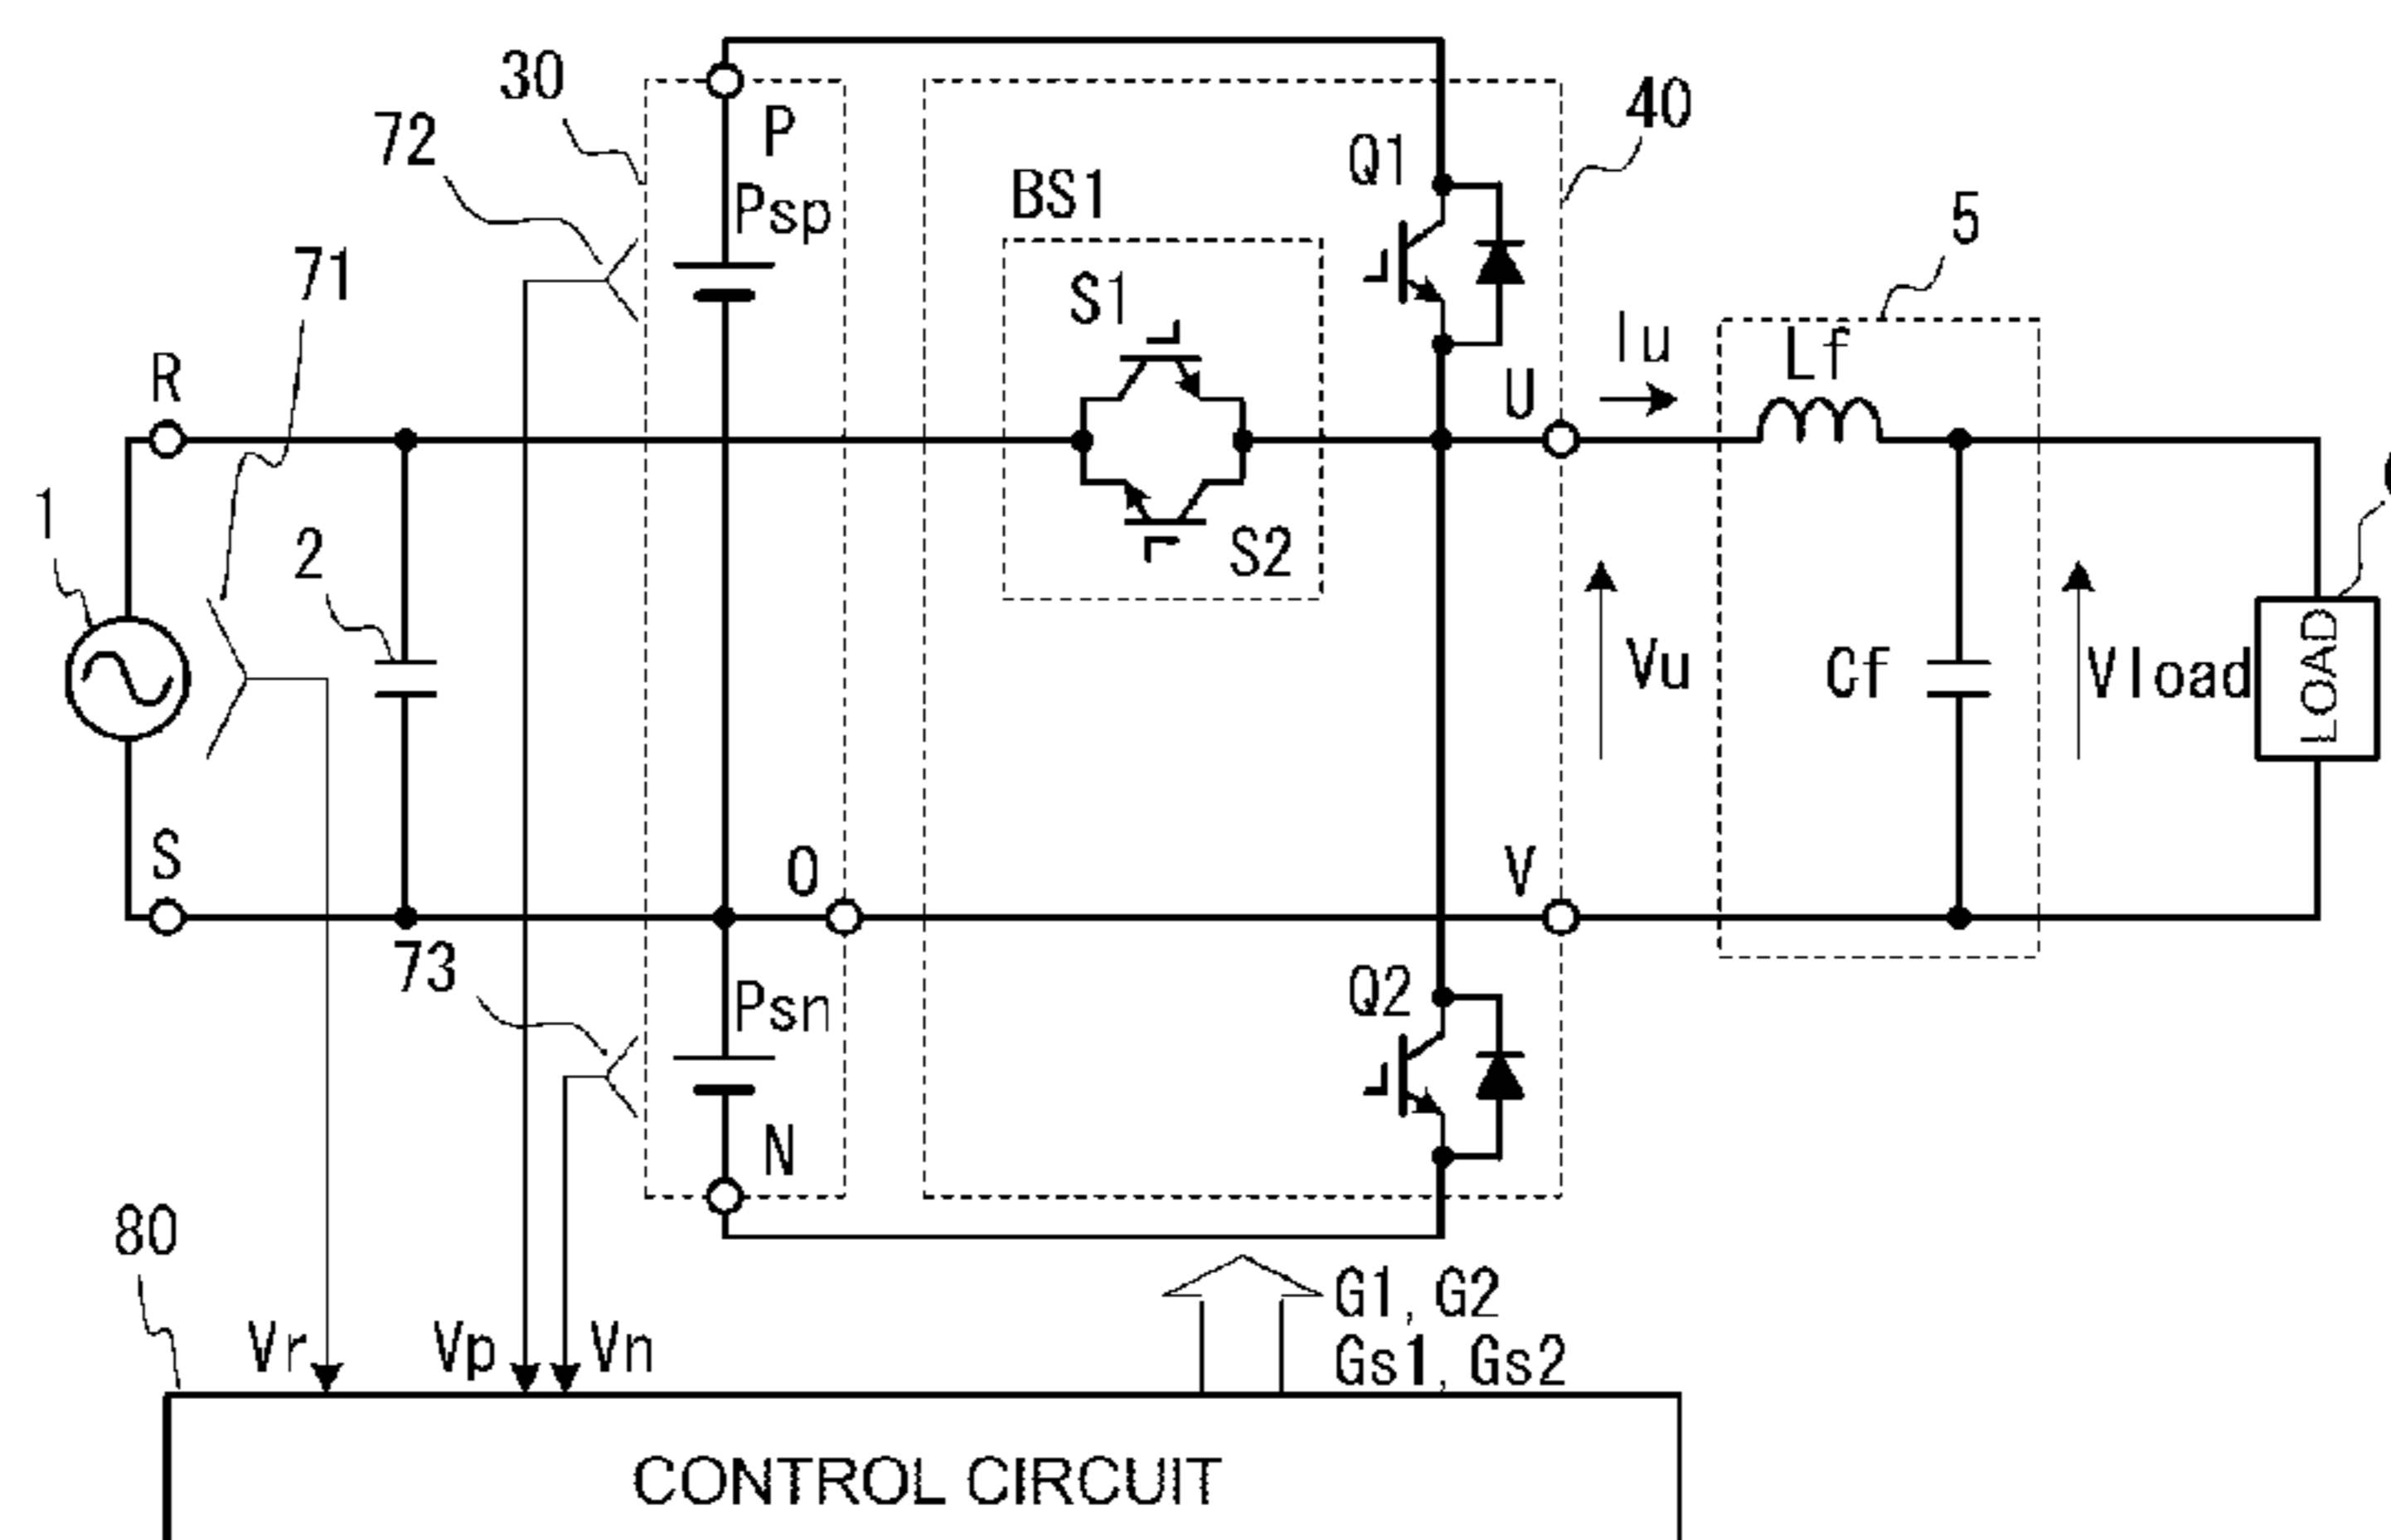 30
P
72
Psp
40
Q1
BS1
71
S1
5
Iu
Lf
R
U
1
2
S2
Vu
Cf
Vload
LOAD
S
O
V
73
Psn
Q2
N
80
Vr
Vp
Vn
G1, G2
Gs1, Gs2
CONTROL CIRCUIT